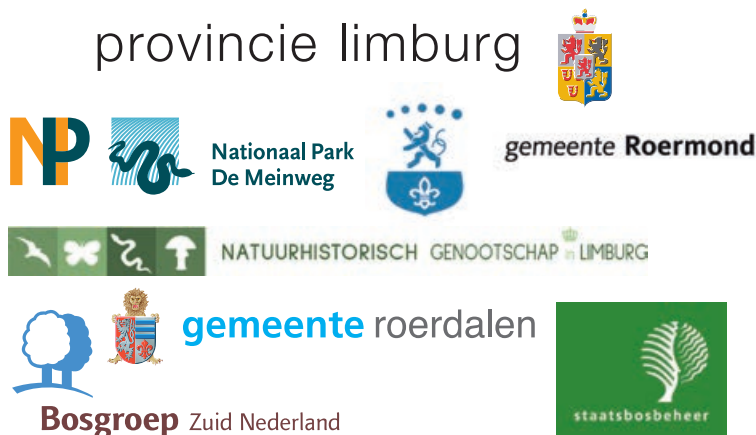 provincie limburg
NP
Nationaal Park
De Meinweg
gemeente Roermond
NATUURHISTORISCH GENOOTSCHAP in LIMBURG
gemeente roerdalen
Bosgroep Zuid Nederland
staatsbosbeheer